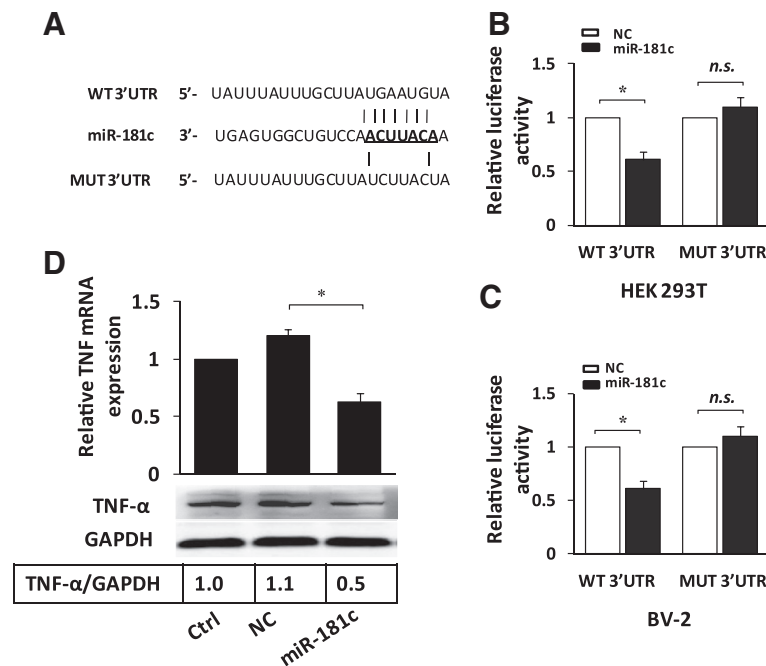 A
WT 3'UTR 5'- UAUUUAUUUGCUUAUGAAUGUA
miR-181c 3'- UGAGUGGCUGUCCAAACUUACAA
MUT 3'UTR 5'- UAUUUAUUUGCUUAUCUUACUA
B
NC
miR-181c
Relative luciferase
activity
1.5
1
0.5
0
*
n.s.
WT 3'UTR MUT 3'UTR
HEK 293T
C
NC
miR-181c
Relative luciferase
activity
1.5
1
0.5
0
*
n.s.
WT 3'UTR MUT 3'UTR
BV-2
D
Relative TNF mRNA
expression
1.5
1
0.5
0
*
TNF-α
GAPDH
TNF-α/GAPDH 1.0 1.1 0.5
Ctrl NC miR-181c